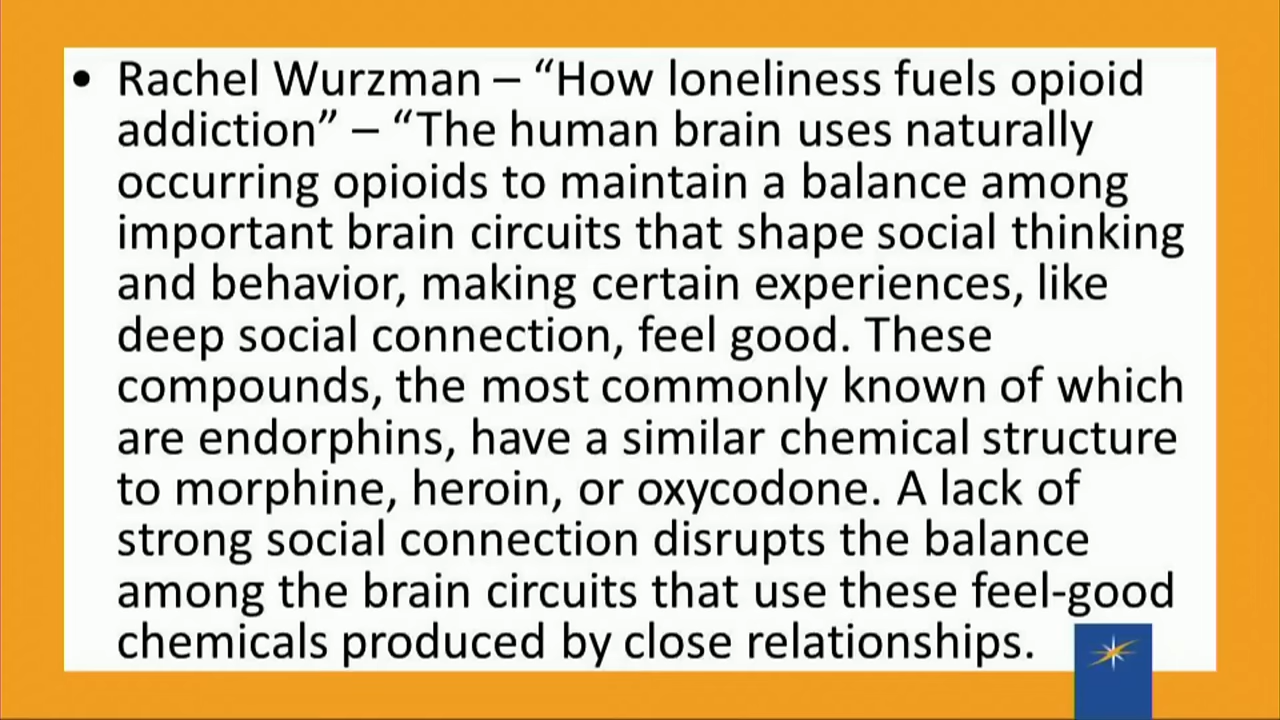 • Rachel Wurzman – “How loneliness fuels opioid
addiction” – “The human brain uses naturally
occurring opioids to maintain a balance among
important brain circuits that shape social thinking
and behavior, making certain experiences, like
deep social connection, feel good. These
compounds, the most commonly known of which
are endorphins, have a similar chemical structure
to morphine, heroin, or oxycodone. A lack of
strong social connection disrupts the balance
among the brain circuits that use these feel-good
chemicals produced by close relationships.